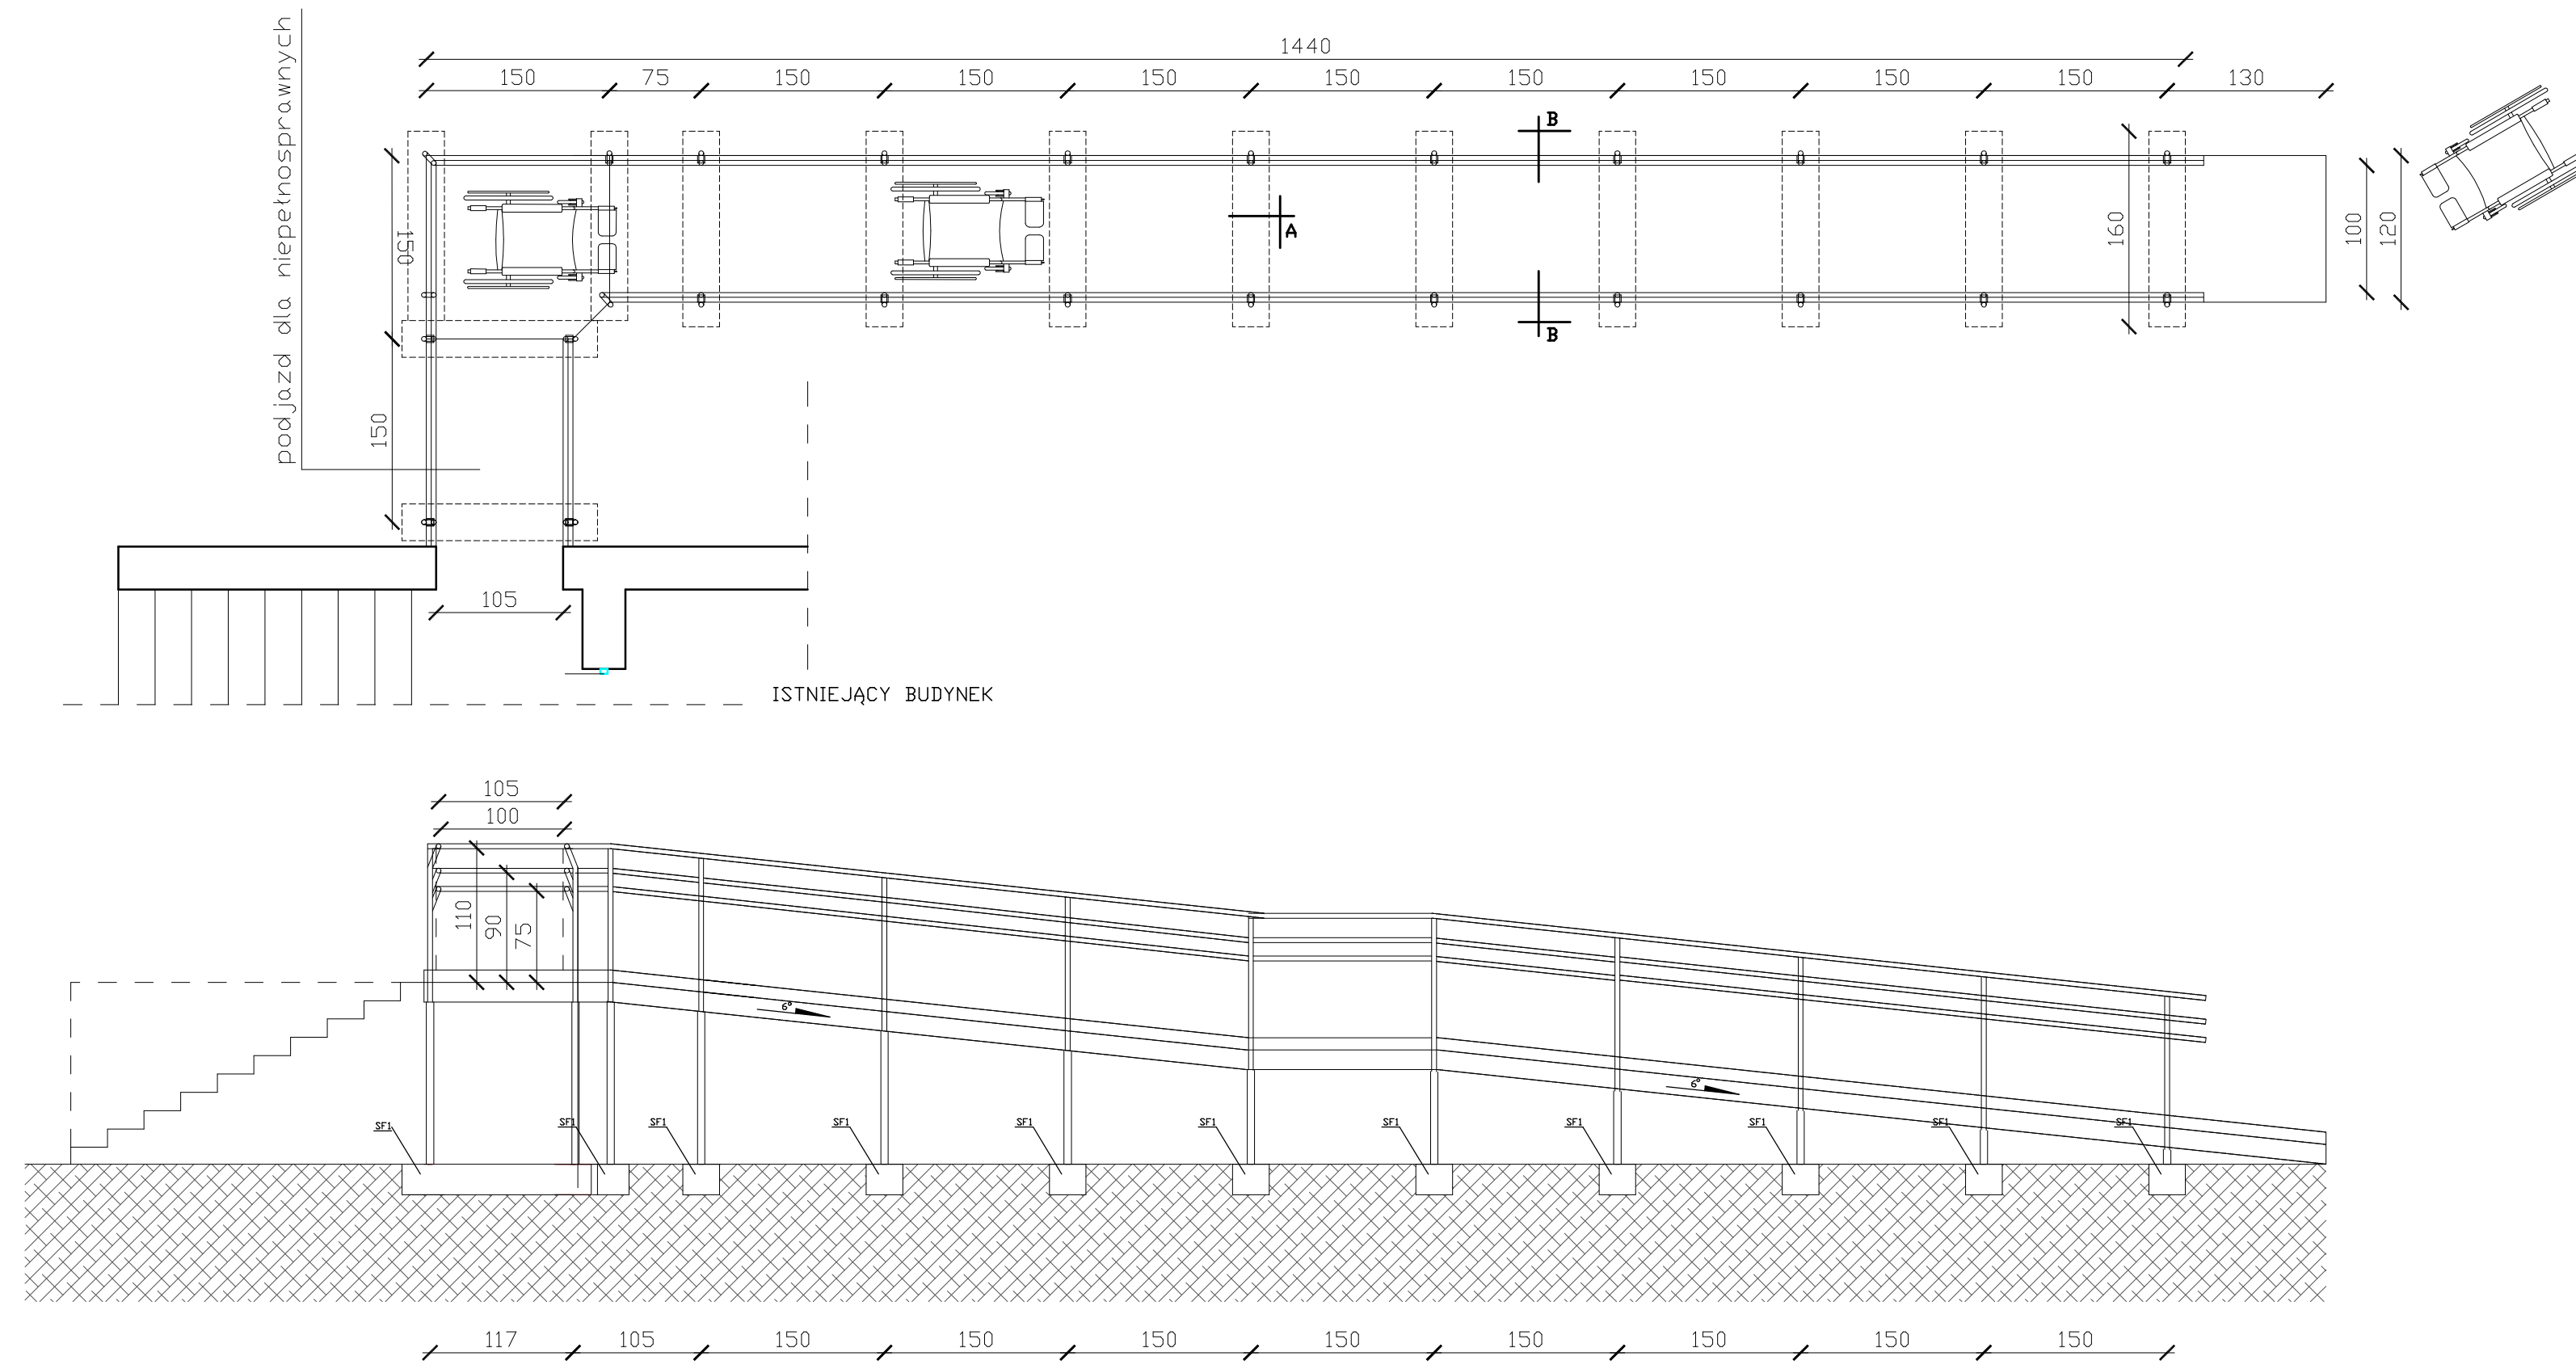 podjazd dla niepełnosprawnych
1440
150 75 150 150 150 150 150 150 150 150 130
B
A
B
150
150
160
100
120
105
ISTNIEJĄCY BUDYNEK
105
100
110
90
75
6°
6°
SF1 SF1 SF1 SF1 SF1 SF1 SF1 SF1 SF1 SF1 SF1
117 105 150 150 150 150 150 150 150 150